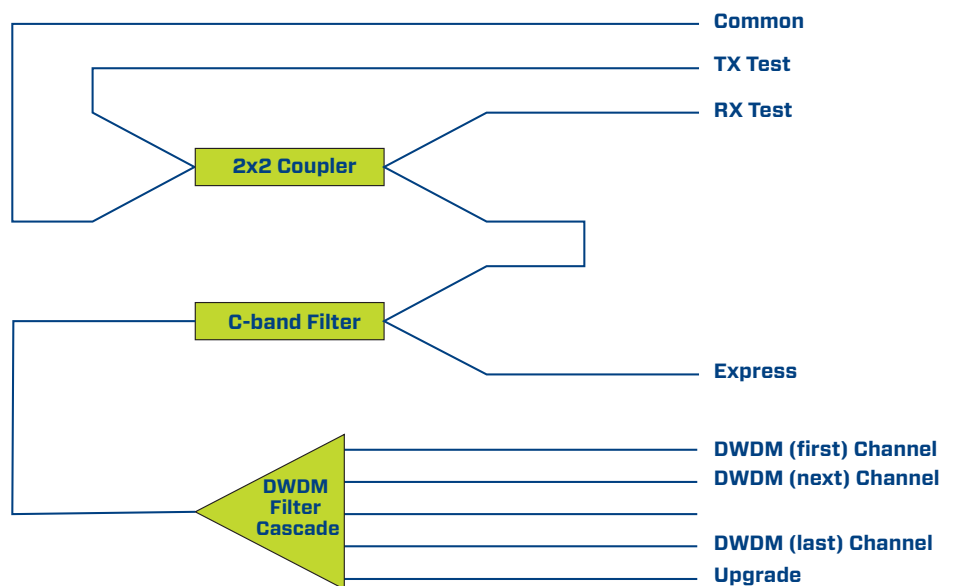 Common
TX Test
RX Test
2x2 Coupler
C-band Filter
Express
DWDM (first) Channel
DWDM (next) Channel
DWDM
Filter
Cascade
DWDM (last) Channel
Upgrade